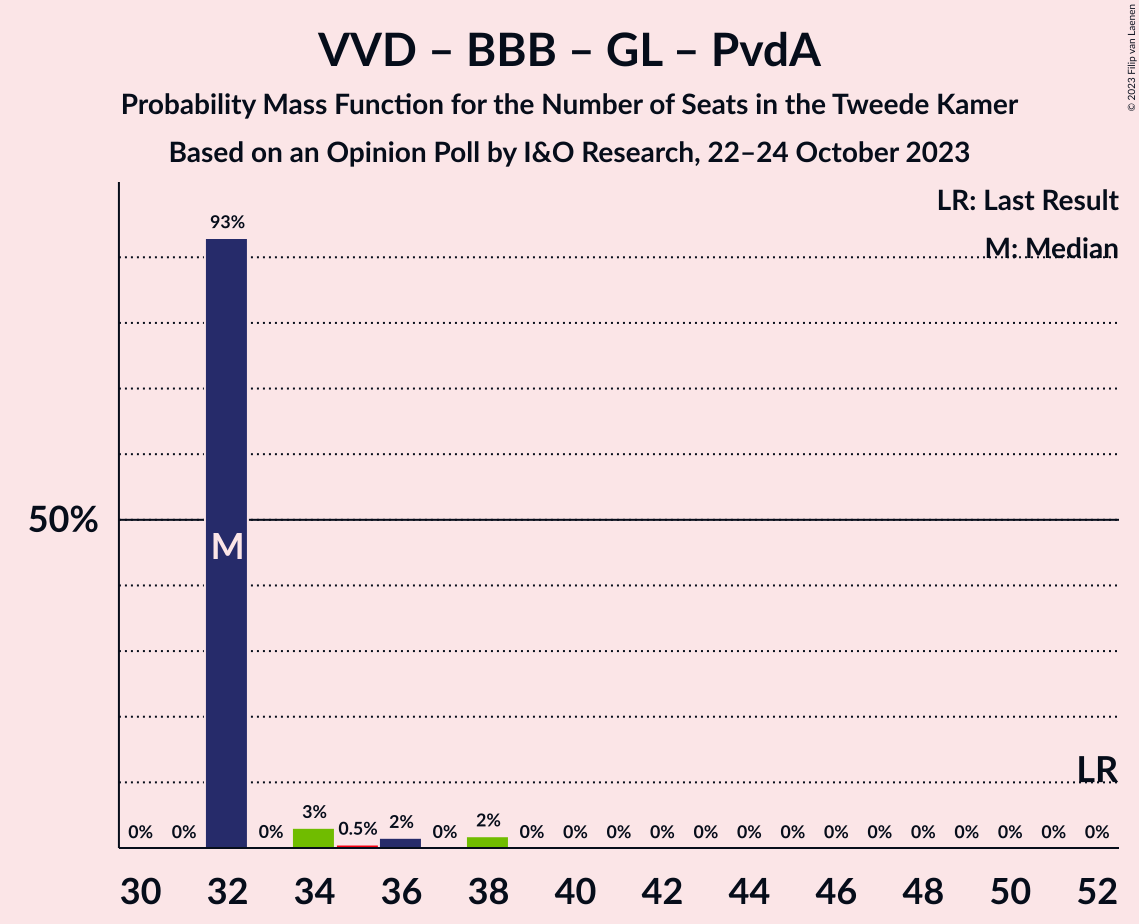 VVD – BBB – GL – PvdA
Probability Mass Function for the Number of Seats in the Tweede Kamer
Based on an Opinion Poll by I&O Research, 22–24 October 2023
© 2023 Filip van Laenen
LR: Last Result
M: Median
93%
50%
M
LR
0% 0% 0% 3% 0.5% 2% 0% 2% 0% 0% 0% 0% 0% 0% 0% 0% 0% 0% 0% 0% 0% 0%
30 32 34 36 38 40 42 44 46 48 50 52